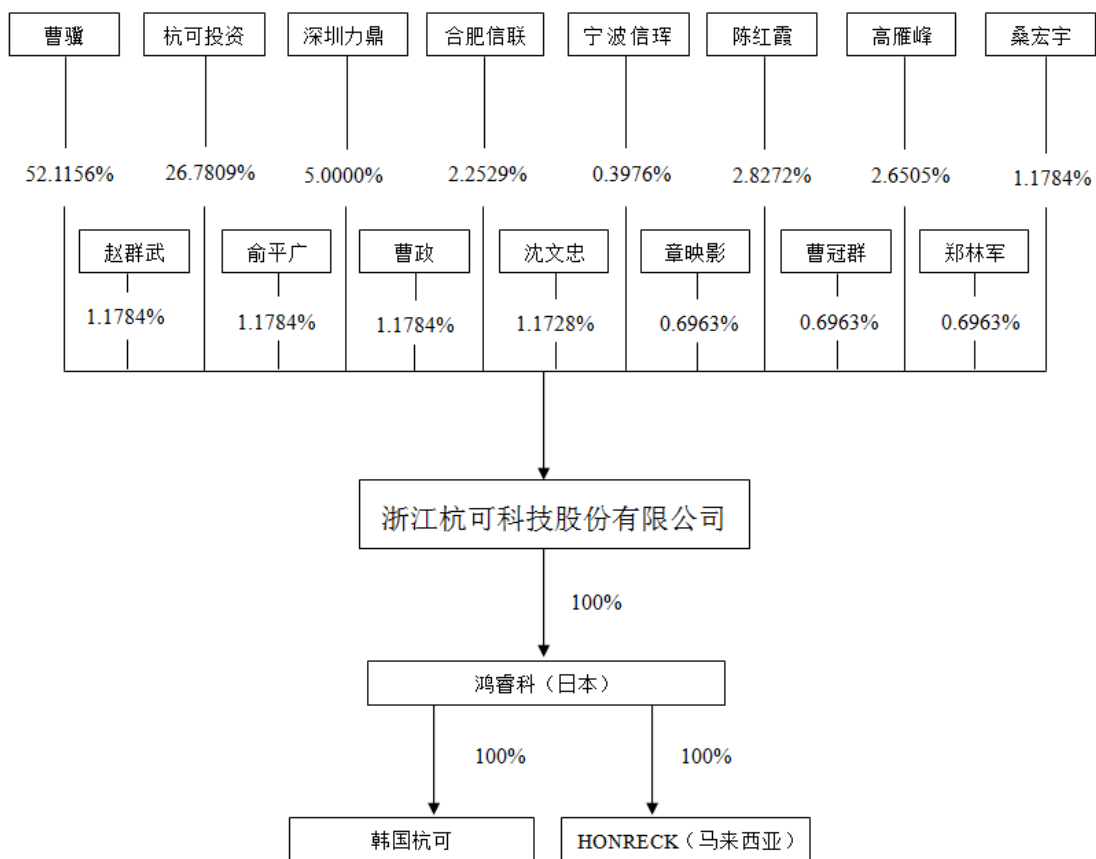 曹骥 杭可投资 深圳力鼎 合肥信联 宁波信珲 陈红霞 高雁峰 桑宏宇
52.1156% 26.7809% 5.0000% 2.2529% 0.3976% 2.8272% 2.6505% 1.1784%
赵群武 俞平广 曹政 沈文忠 章映影 曹冠群 郑林军
1.1784% 1.1784% 1.1784% 1.1728% 0.6963% 0.6963% 0.6963%
浙江杭可科技股份有限公司
100%
鸿睿科（日本）
100% 100%
韩国杭可 HONRECK（马来西亚）